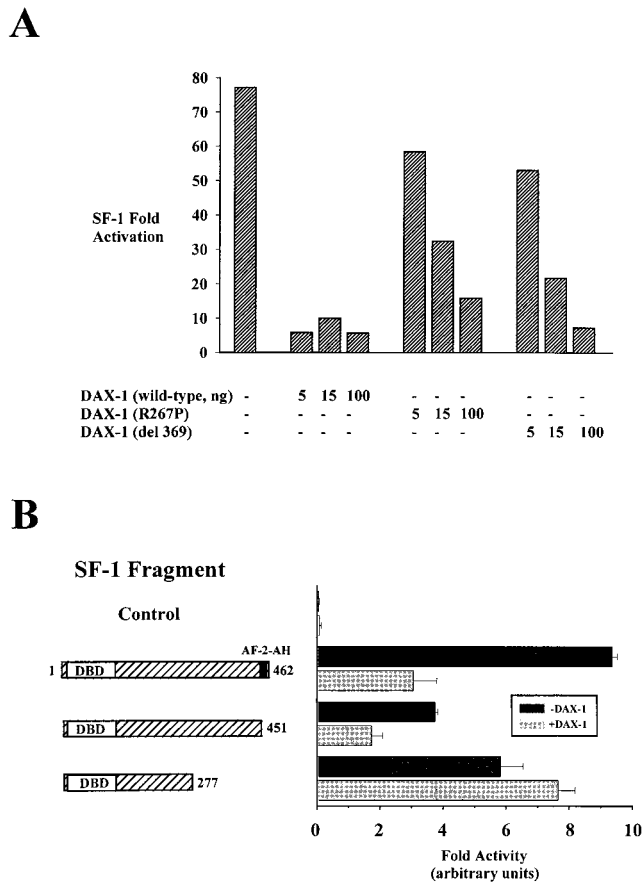 A
80
70
60
50
40
30
20
10
0
SF-1 Fold
Activation
DAX-1 (wild-type, ng) - 5 15 100 - - - - - -
DAX-1 (R267P) - - - - 5 15 100 - - -
DAX-1 (del 369) - - - - - - - 5 15 100
B
SF-1 Fragment
Control
AF-2-AH
1 DBD 462
DBD 451
DBD 277
-DAX-1
+DAX-1
0 2 4 6 8 10
Fold Activity
(arbitrary units)